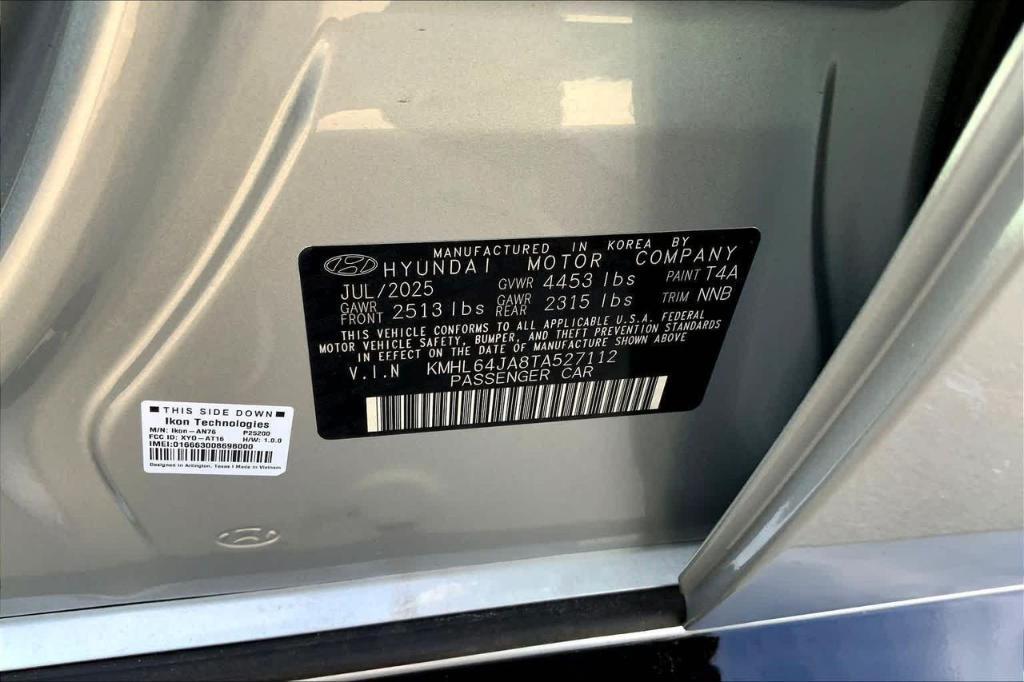 MANUFACTURED IN KOREA BY
HYUNDAI MOTOR COMPANY
JUL/2025 GVWR 4453 lbs PAINT T4A
GAWR FRONT 2513 lbs GAWR REAR 2315 lbs TRIM NNB
THIS VEHICLE CONFORMS TO ALL APPLICABLE U.S.A. FEDERAL
MOTOR VEHICLE SAFETY, BUMPER, AND THEFT PREVENTION STANDARDS
IN EFFECT ON THE DATE OF MANUFACTURE SHOWN ABOVE
V.I.N KMHL64JA8TA527112
PASSENGER CAR
THIS SIDE DOWN
Ikon Technologies
M/N: Ikon-AN76 P25200
FCC ID: XYO-AT16 H/W: 1.0.0
IMEI:016663008698000
Designed in Arlington, Texas | Made in Vietnam